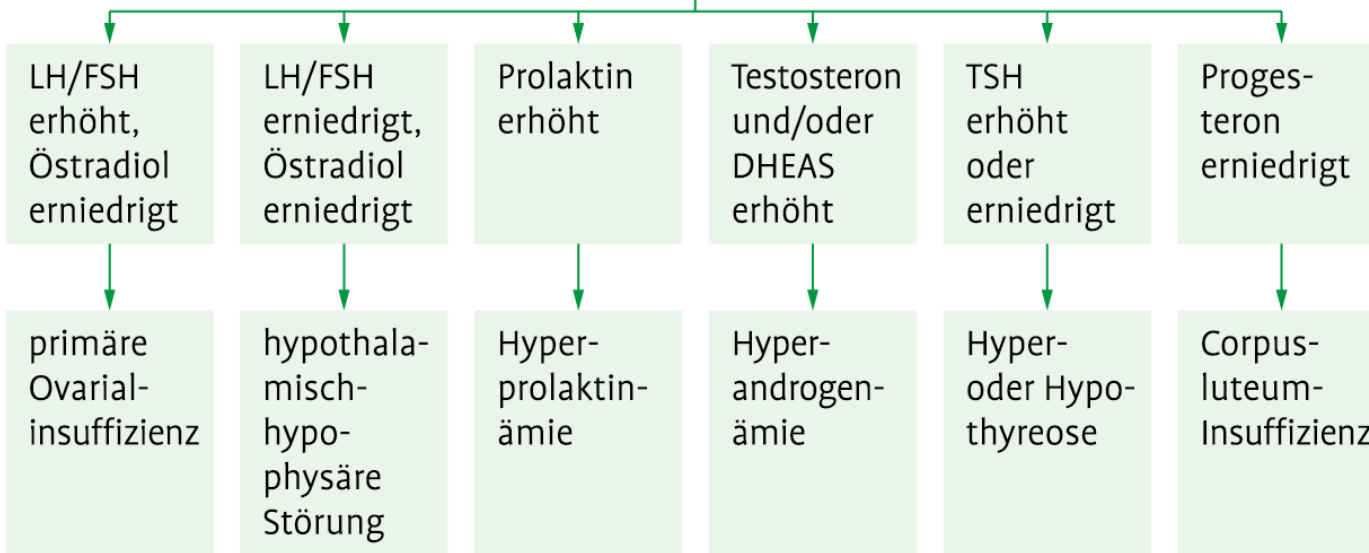 LH/FSH
erhöht,
Östradiol
erniedrigt
LH/FSH
erniedrigt,
Östradiol
erniedrigt
Prolaktin
erhöht
Testosteron
und/oder
DHEAS
erhöht
TSH
erhöht
oder
erniedrigt
Proges-
teron
erniedrigt
primäre
Ovarial-
insuffizienz
hypothala-
misch-
hypo-
physäre
Störung
Hyper-
prolaktin-
ämie
Hyper-
androgen-
ämie
Hyper-
oder Hypo-
thyreose
Corpus-
luteum-
Insuffizienz